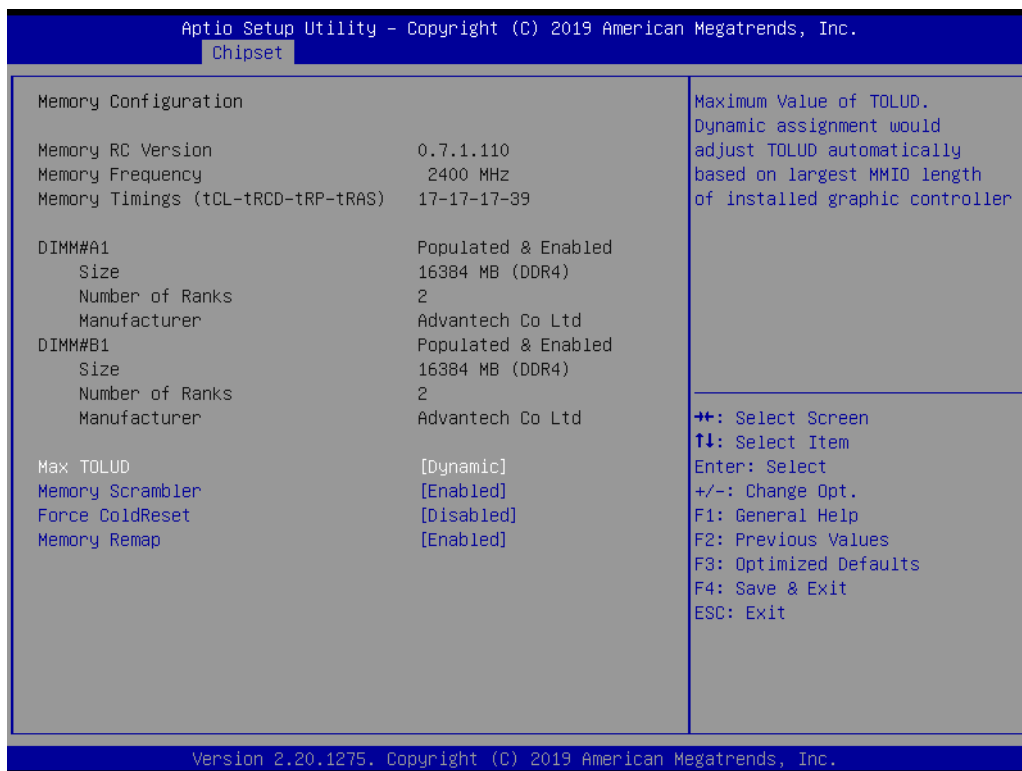 Aptio Setup Utility – Copyright (C) 2019 American Megatrends, Inc.
Chipset
Memory Configuration
Memory RC Version 0.7.1.110
Memory Frequency 2400 MHz
Memory Timings (tCL-tRCD-tRP-tRAS) 17-17-17-39
DIMM#A1 Populated & Enabled
Size 16384 MB (DDR4)
Number of Ranks 2
Manufacturer Advantech Co Ltd
DIMM#B1 Populated & Enabled
Size 16384 MB (DDR4)
Number of Ranks 2
Manufacturer Advantech Co Ltd
Max TOLUD [Dynamic]
Memory Scrambler [Enabled]
Force ColdReset [Disabled]
Memory Remap [Enabled]
Maximum Value of TOLUD.
Dynamic assignment would
adjust TOLUD automatically
based on largest MMIO length
of installed graphic controller
→←: Select Screen
↑↓: Select Item
Enter: Select
+/-: Change Opt.
F1: General Help
F2: Previous Values
F3: Optimized Defaults
F4: Save & Exit
ESC: Exit
Version 2.20.1275. Copyright (C) 2019 American Megatrends, Inc.